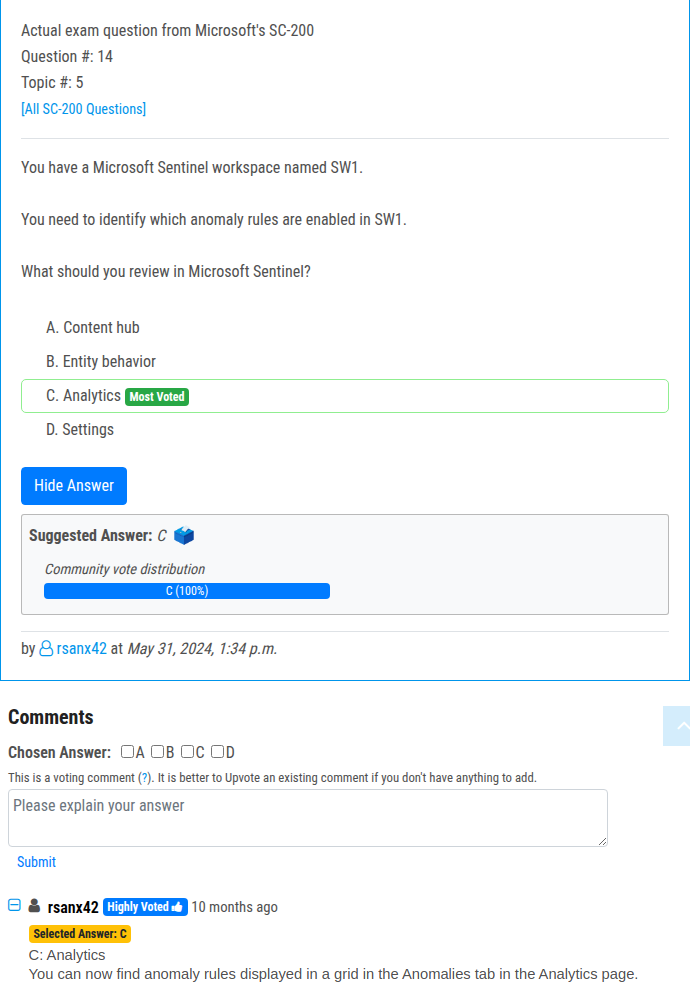 Actual exam question from Microsoft's SC-200
Question #: 14
Topic #: 5
[All SC-200 Questions]
You have a Microsoft Sentinel workspace named SW1.
You need to identify which anomaly rules are enabled in SW1.
What should you review in Microsoft Sentinel?
A. Content hub
B. Entity behavior
C. Analytics Most Voted
D. Settings
Hide Answer
Suggested Answer: C
Community vote distribution
C (100%)
by rsanx42 at May 31, 2024, 1:34 p.m.
Comments
Chosen Answer: A B C D
This is a voting comment (?). It is better to Upvote an existing comment if you don't have anything to add.
Please explain your answer
Submit
rsanx42 Highly Voted 10 months ago
Selected Answer: C
C: Analytics
You can now find anomaly rules displayed in a grid in the Anomalies tab in the Analytics page.